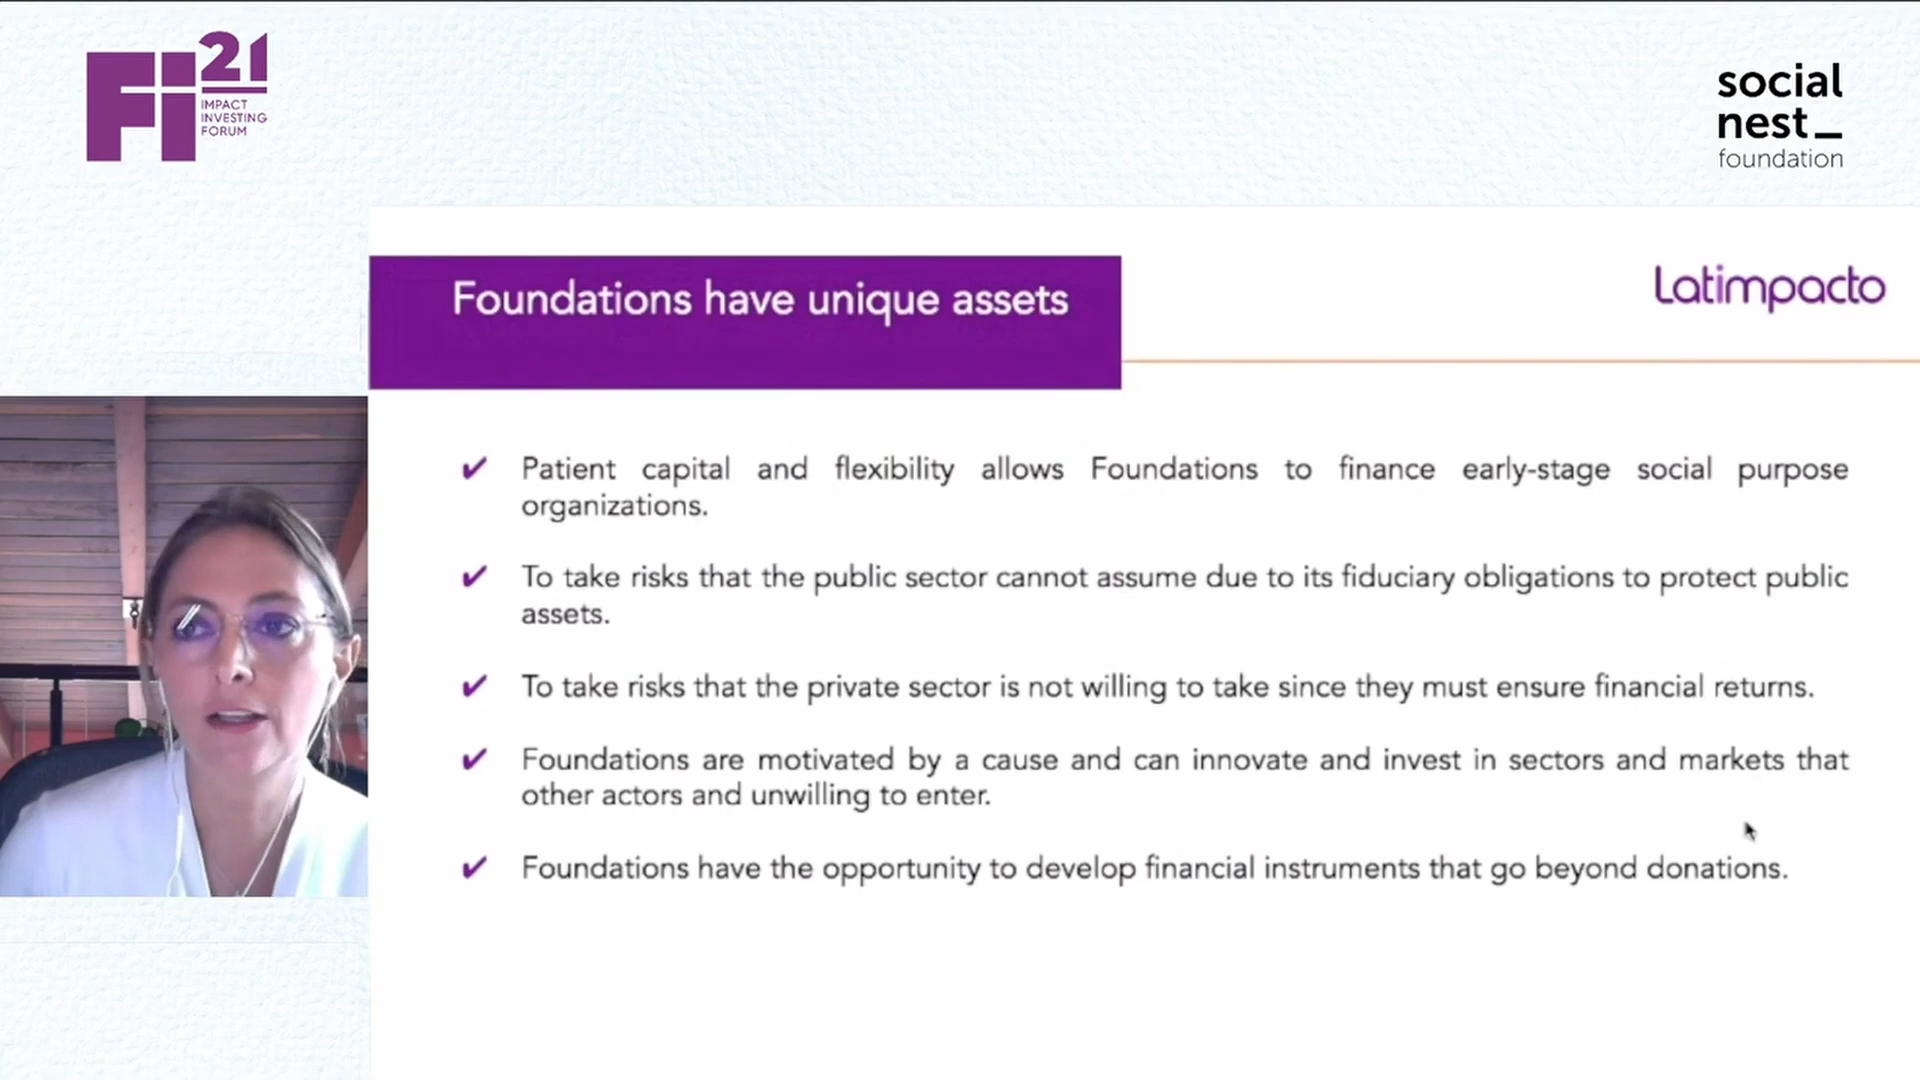 Fi 21
IMPACT
INVESTING
FORUM
social
nest_
foundation
Foundations have unique assets
Latimpacto
✔ Patient capital and flexibility allows Foundations to finance early-stage social purpose
organizations.
✔ To take risks that the public sector cannot assume due to its fiduciary obligations to protect public
assets.
✔ To take risks that the private sector is not willing to take since they must ensure financial returns.
✔ Foundations are motivated by a cause and can innovate and invest in sectors and markets that
other actors and unwilling to enter.
✔ Foundations have the opportunity to develop financial instruments that go beyond donations.